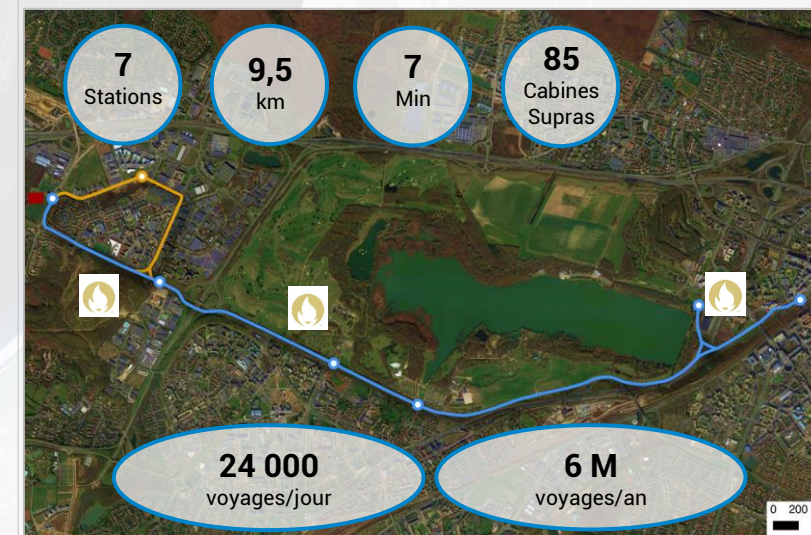 7
Stations
9,5
km
7
Min
85
Cabines
Supras
24 000
voyages/jour
6 M
voyages/an
0 200